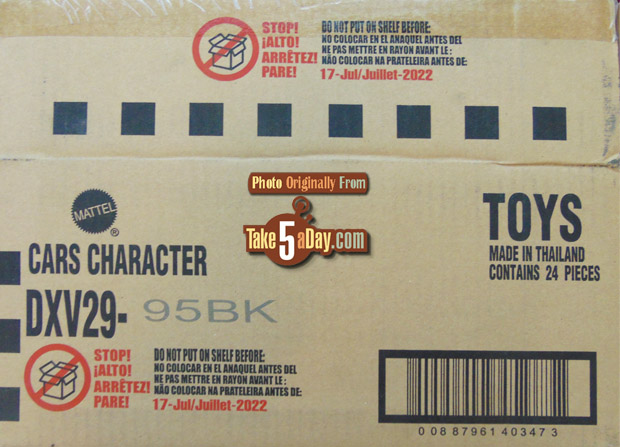 STOP!
¡ALTO!
ARRÊTEZ!
PARE!
DO NOT PUT ON SHELF BEFORE:
NO COLOCAR EN EL ANAQUEL ANTES DEL
NE PAS METTRE EN RAYON AVANT LE :
NÃO COLOCAR NA PRATELEIRA ANTES DE:
17-Jul/Juillet-2022
Photo Originally From
Take 5 aDay.com
MATTEL
®
CARS CHARACTER
DXV29- 95BK
TOYS
MADE IN THAILAND
CONTAINS 24 PIECES
STOP!
¡ALTO!
ARRÊTEZ!
PARE!
DO NOT PUT ON SHELF BEFORE:
NO COLOCAR EN EL ANAQUEL ANTES DEL
NE PAS METTRE EN RAYON AVANT LE :
NÃO COLOCAR NA PRATELEIRA ANTES DE:
17-Jul/Juillet-2022
0 08 87961 40347 3